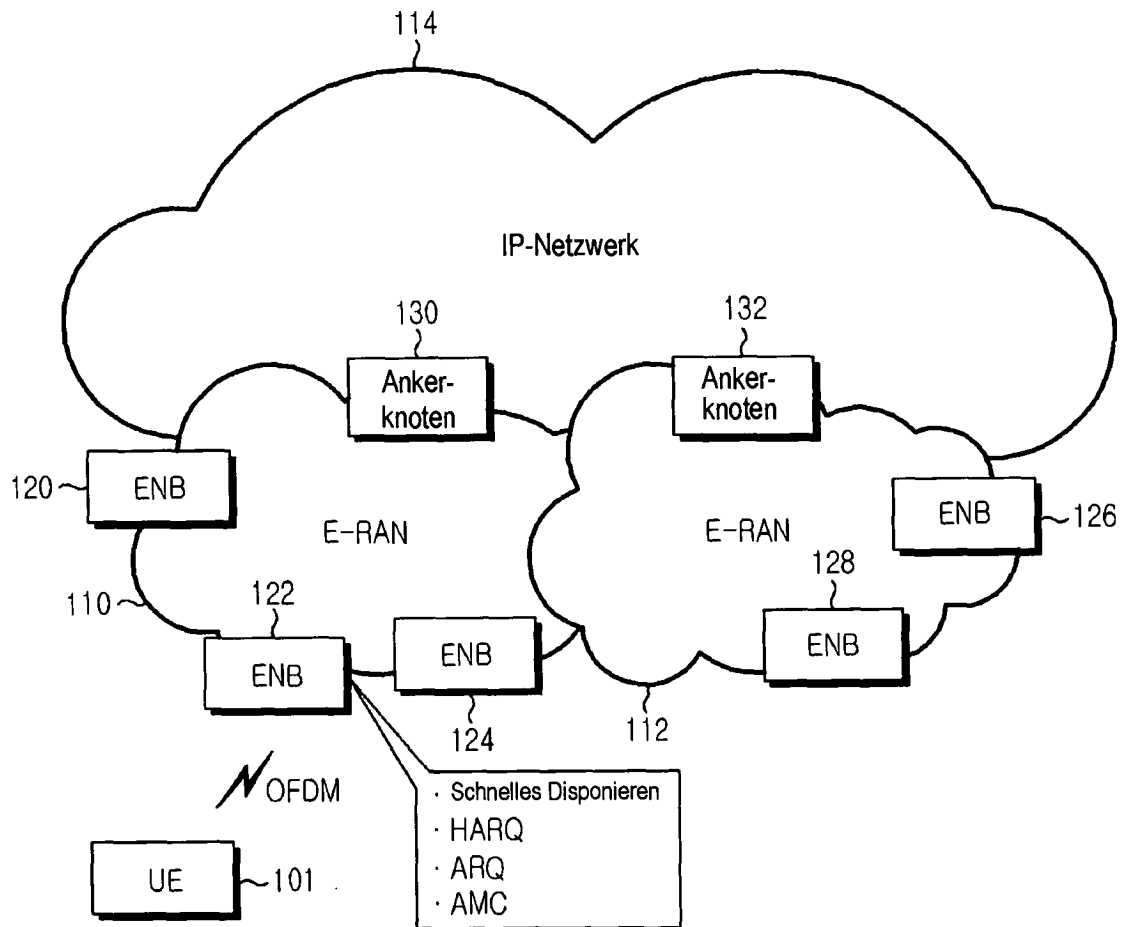 114
IP-Netzwerk
130
132
Anker-
knoten
Anker-
knoten
120
ENB
E-RAN
E-RAN
ENB
126
110
122
128
ENB
ENB
ENB
124
112
OFDM
· Schnelles Disponieren
· HARQ
· ARQ
· AMC
UE
101